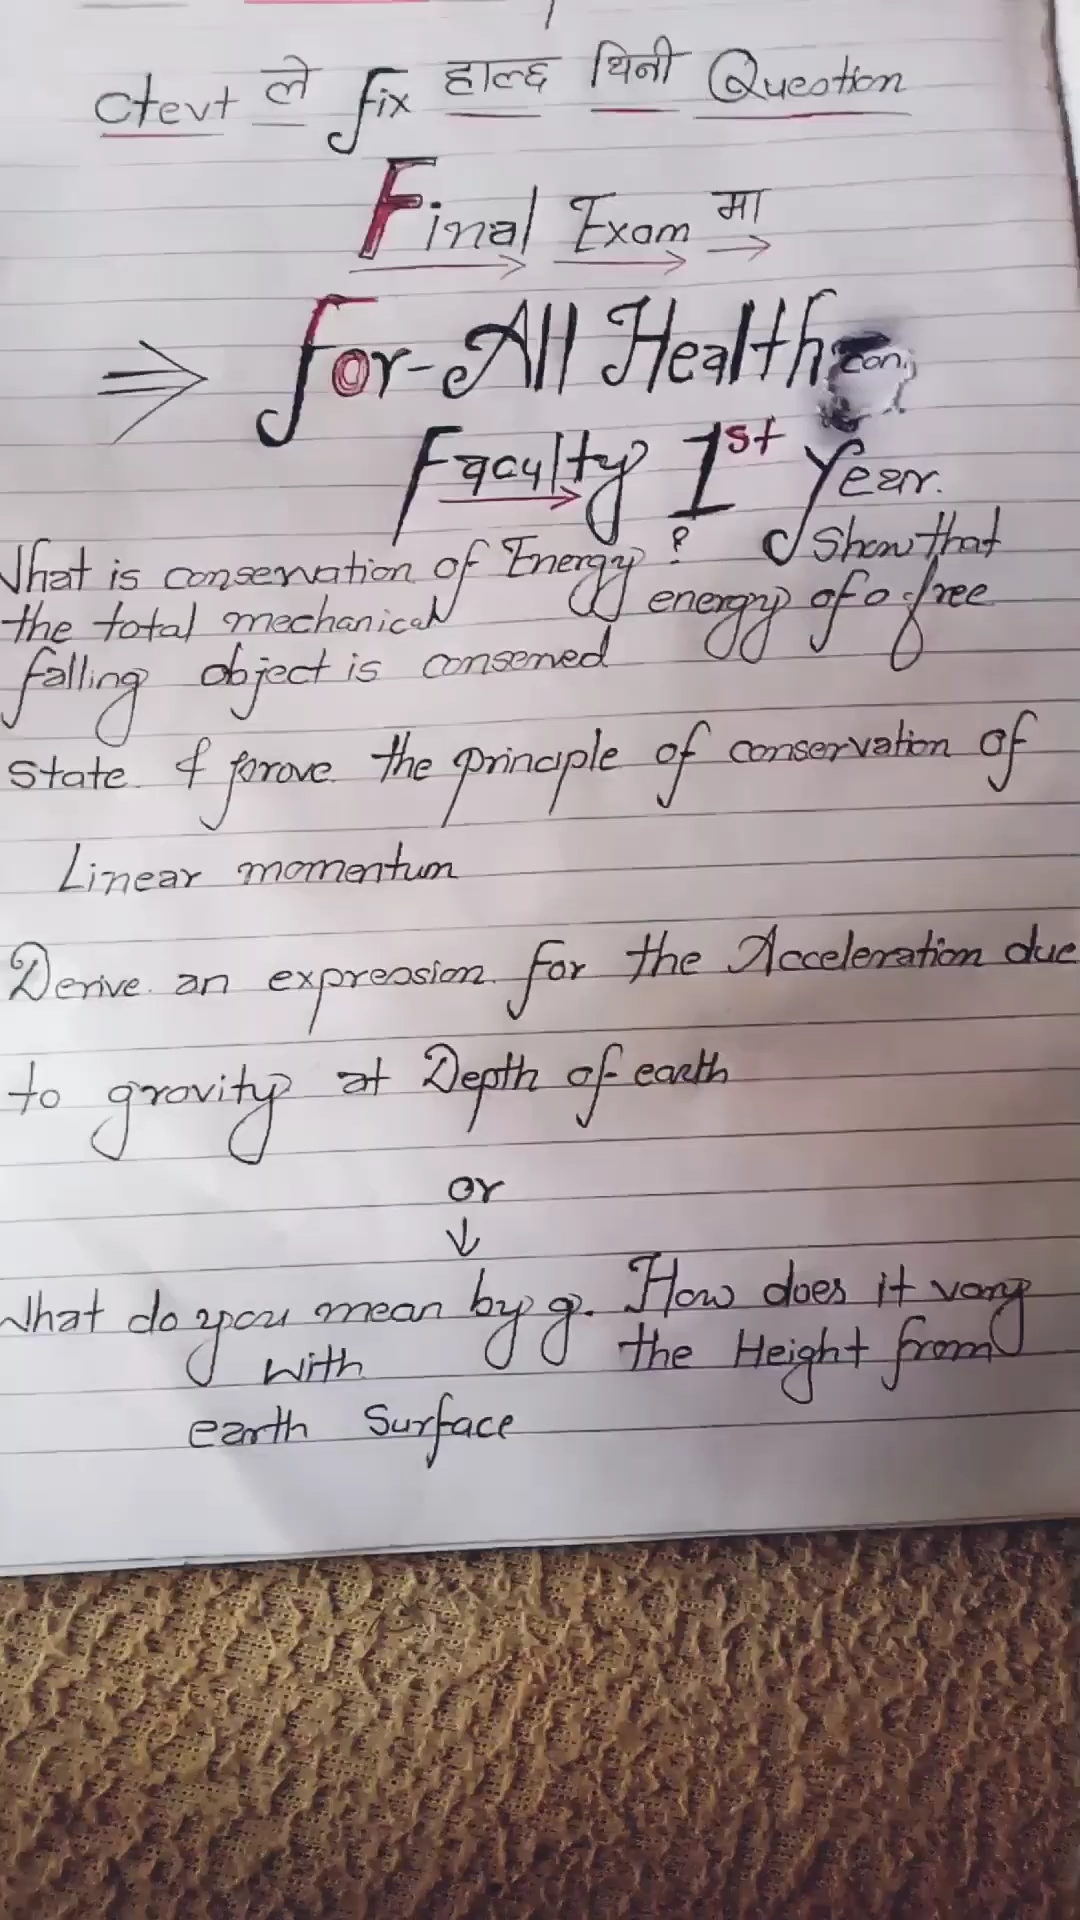 ctevt ले fix हाल्छ यिनी Question
Final Exam मा
⇒ For-All Health
Faculty 1st Year.
What is conservation of Energy? Show that
the total mechanical energy of a free
falling object is conserved
State & prove the principle of conservation of
Linear momentum
Derive an expression for the Acceleration due
to gravity at Depth of earth
or
↓
What do you mean by g. How does it vary
with the Height from
earth Surface